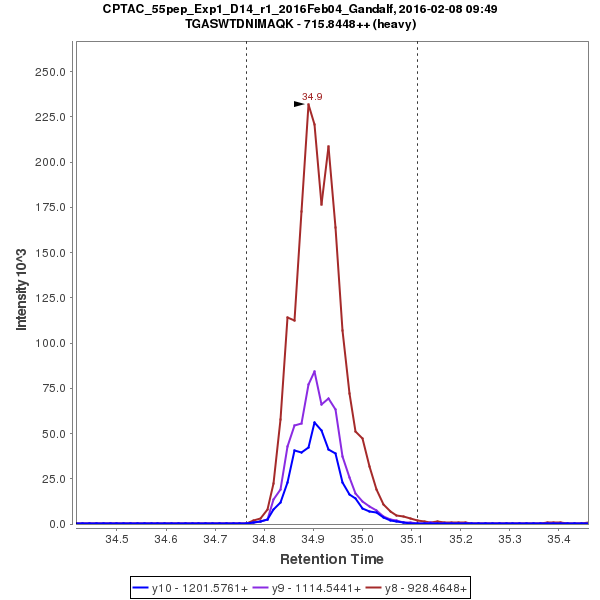 CPTAC_55pep_Exp1_D14_r1_2016Feb04_Gandalf, 2016-02-08 09:49
TGASWTDNIMAQK - 715.8448++ (heavy)
34.9
250.0
225.0
200.0
175.0
150.0
125.0
100.0
75.0
50.0
25.0
0.0
Intensity 10^3
34.5 34.6 34.7 34.8 34.9 35.0 35.1 35.2 35.3 35.4
Retention Time
y10 - 1201.5761+ y9 - 1114.5441+ y8 - 928.4648+